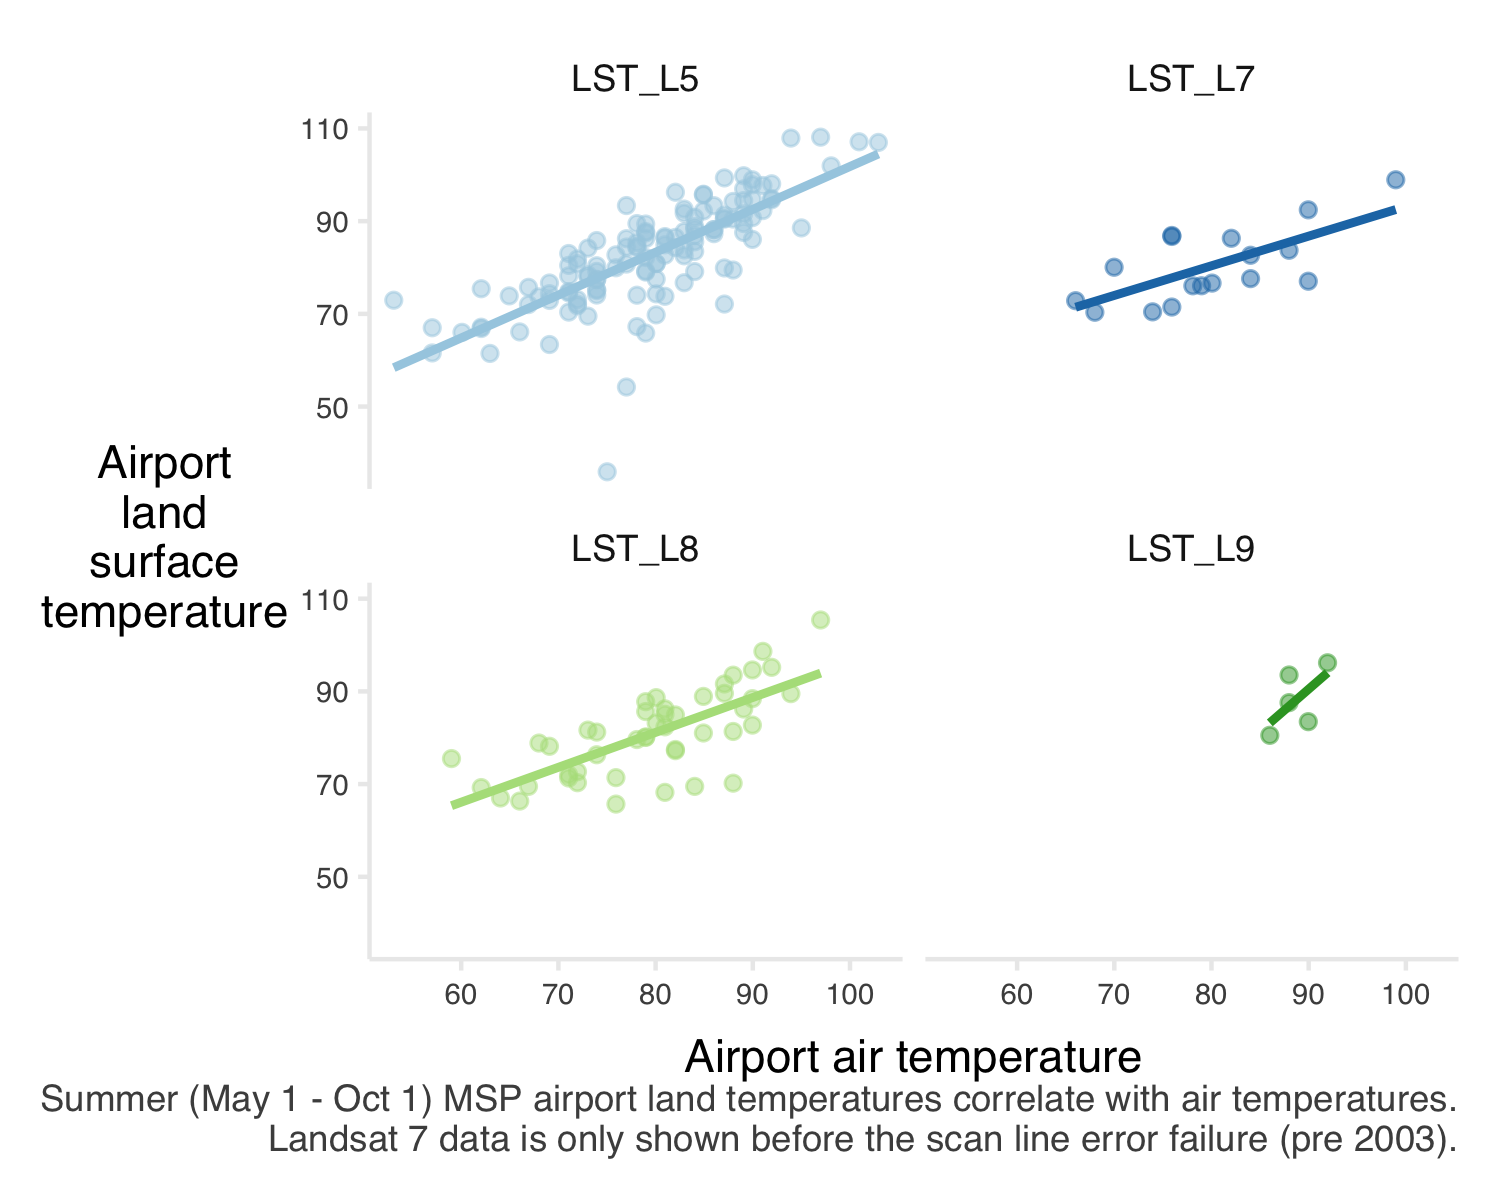 LST_L5
LST_L7
110
90
70
50
Airport
land
surface
temperature
LST_L8
LST_L9
110
90
70
50
60 70 80 90 100
60 70 80 90 100
Airport air temperature
Summer (May 1 - Oct 1) MSP airport land temperatures correlate with air temperatures.
Landsat 7 data is only shown before the scan line error failure (pre 2003).